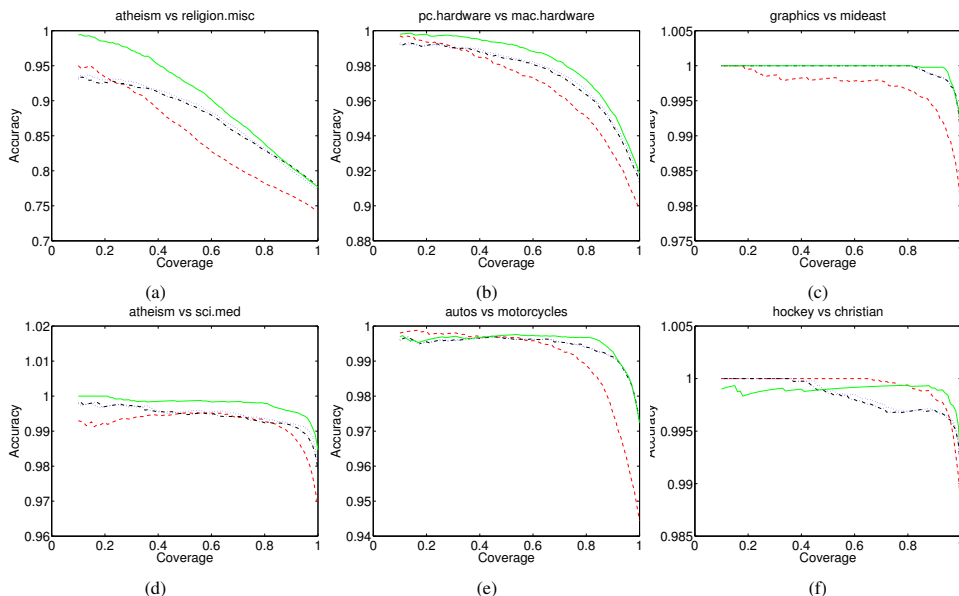 atheism vs religion.misc
pc.hardware vs mac.hardware
graphics vs mideast
1
0.95
0.9
0.85
0.8
0.75
0.7
Accuracy
0 0.2 0.4 0.6 0.8 1
Coverage
(a)
1
0.98
0.96
0.94
0.92
0.9
0.88
Accuracy
0 0.2 0.4 0.6 0.8 1
Coverage
(b)
1.005
1
0.995
0.99
0.985
0.98
0.975
Accuracy
0 0.2 0.4 0.6 0.8 1
Coverage
(c)
atheism vs sci.med
autos vs motorcycles
hockey vs christian
1.02
1.01
1
0.99
0.98
0.97
0.96
Accuracy
0 0.2 0.4 0.6 0.8 1
Coverage
(d)
1
0.99
0.98
0.97
0.96
0.95
0.94
Accuracy
0 0.2 0.4 0.6 0.8 1
Coverage
(e)
1.005
1
0.995
0.99
0.985
Accuracy
0 0.2 0.4 0.6 0.8 1
Coverage
(f)